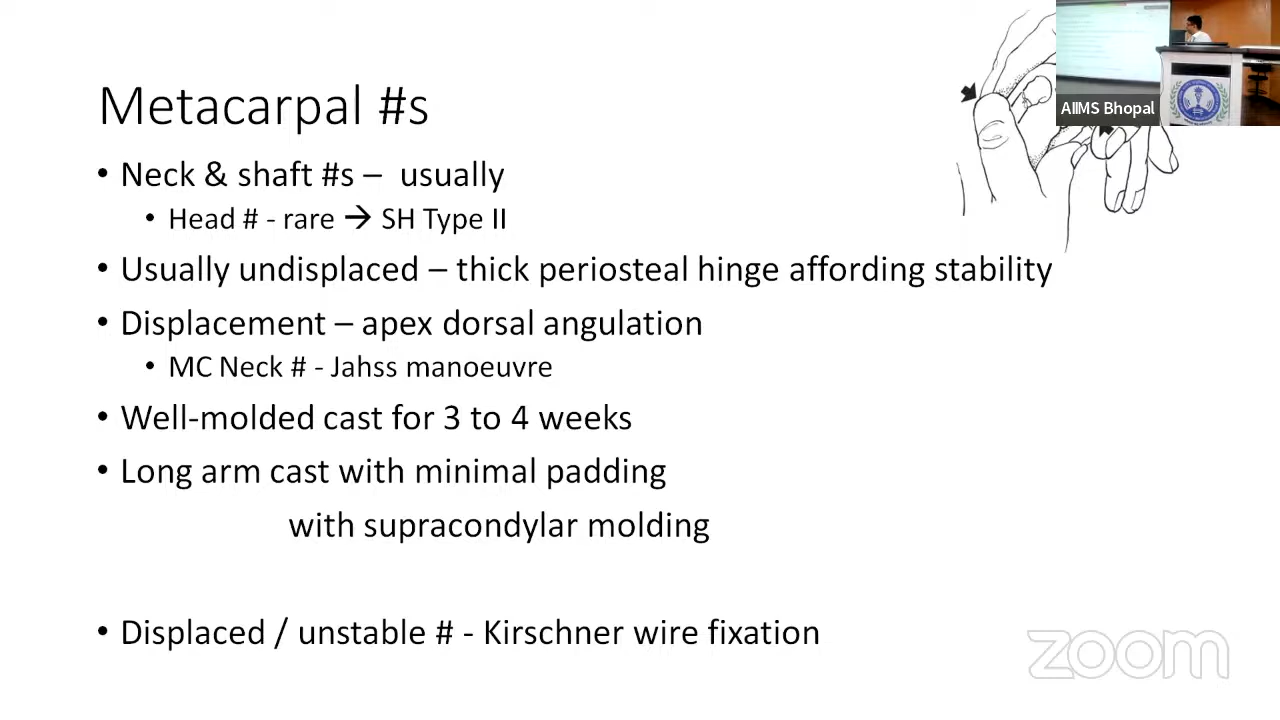 Metacarpal #s
• Neck & shaft #s – usually
• Head # - rare → SH Type II
• Usually undisplaced – thick periosteal hinge affording stability
• Displacement – apex dorsal angulation
• MC Neck # - Jahss manoeuvre
• Well-molded cast for 3 to 4 weeks
• Long arm cast with minimal padding
with supracondylar molding
• Displaced / unstable # - Kirschner wire fixation
AIIMS Bhopal
zoom